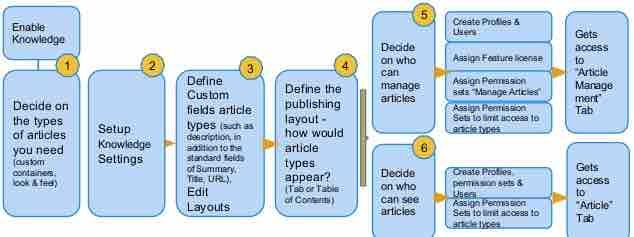 Enable
Knowledge
1
Decide on
the types
of articles
you need
(custom
containers,
look & feel)
2
Setup
Knowledge
Settings
3
Define
Custom
fields article
types (such as
description, in
addition to the
standard fields
of Summary,
Title, URL),
Edit
Layouts
4
Define the
publishing
layout -
how would
article
types
appear?
(Tab or Table
of Contents)
5
Decide
on who
can
manage
articles
Create Profiles &
Users
Assign Feature license
Assign Permission
sets "Manage Articles"
Assign Permission
Sets to limit access to
article types
Gets
access
to
"Article
Manage
ment"
Tab
6
Decide
on who
can see
articles
Create Profiles,
permission sets &
Users
Assign Permission
Sets to limit access to
article types
Gets
access
to
"Article"
Tab